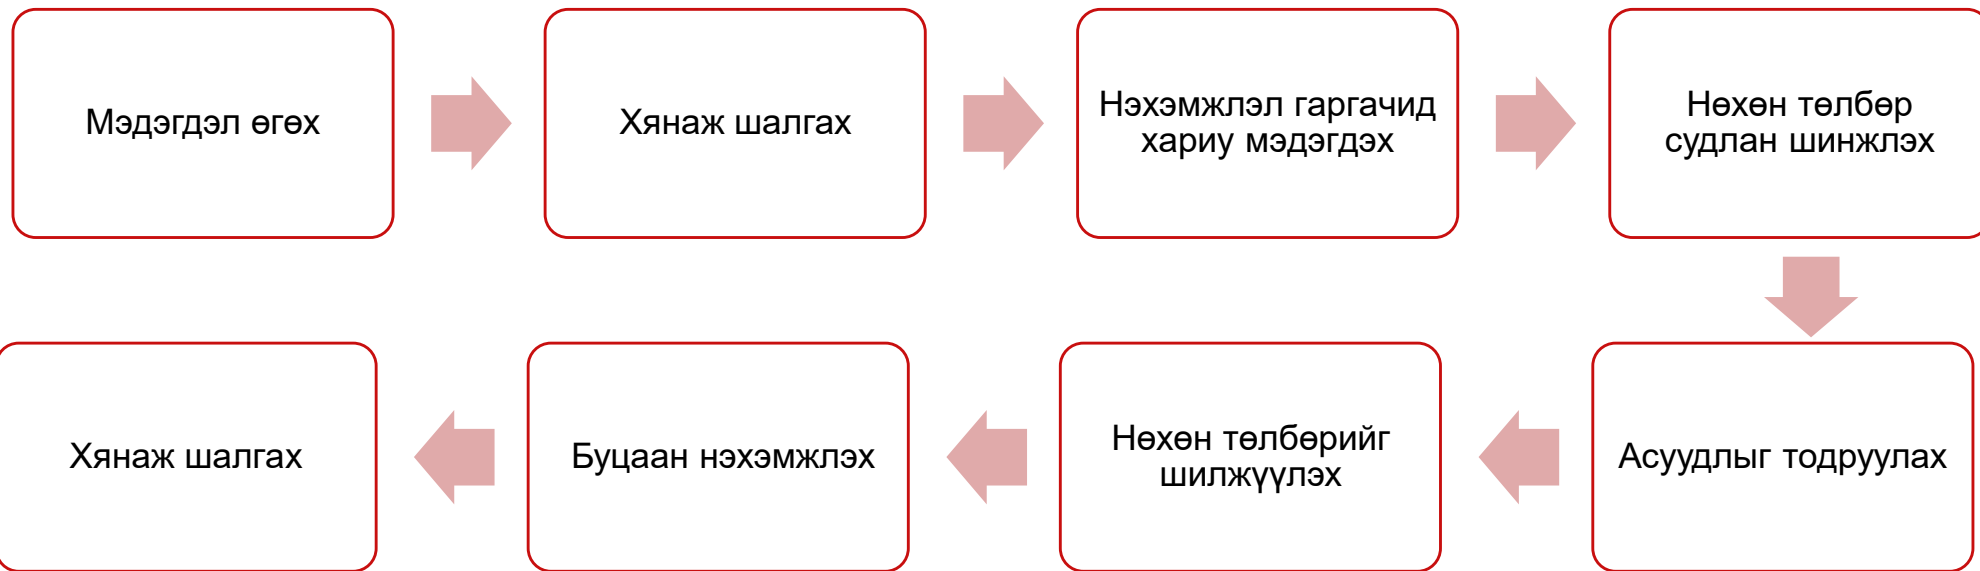 Мэдэгдэл өгөх
Хянаж шалгах
Нэхэмжлэл гаргачид
хариу мэдэгдэх
Нөхөн төлбөр
судлан шинжлэх
Асуудлыг тодруулах
Нөхөн төлбөрийг
шилжүүлэх
Буцаан нэхэмжлэх
Хянаж шалгах